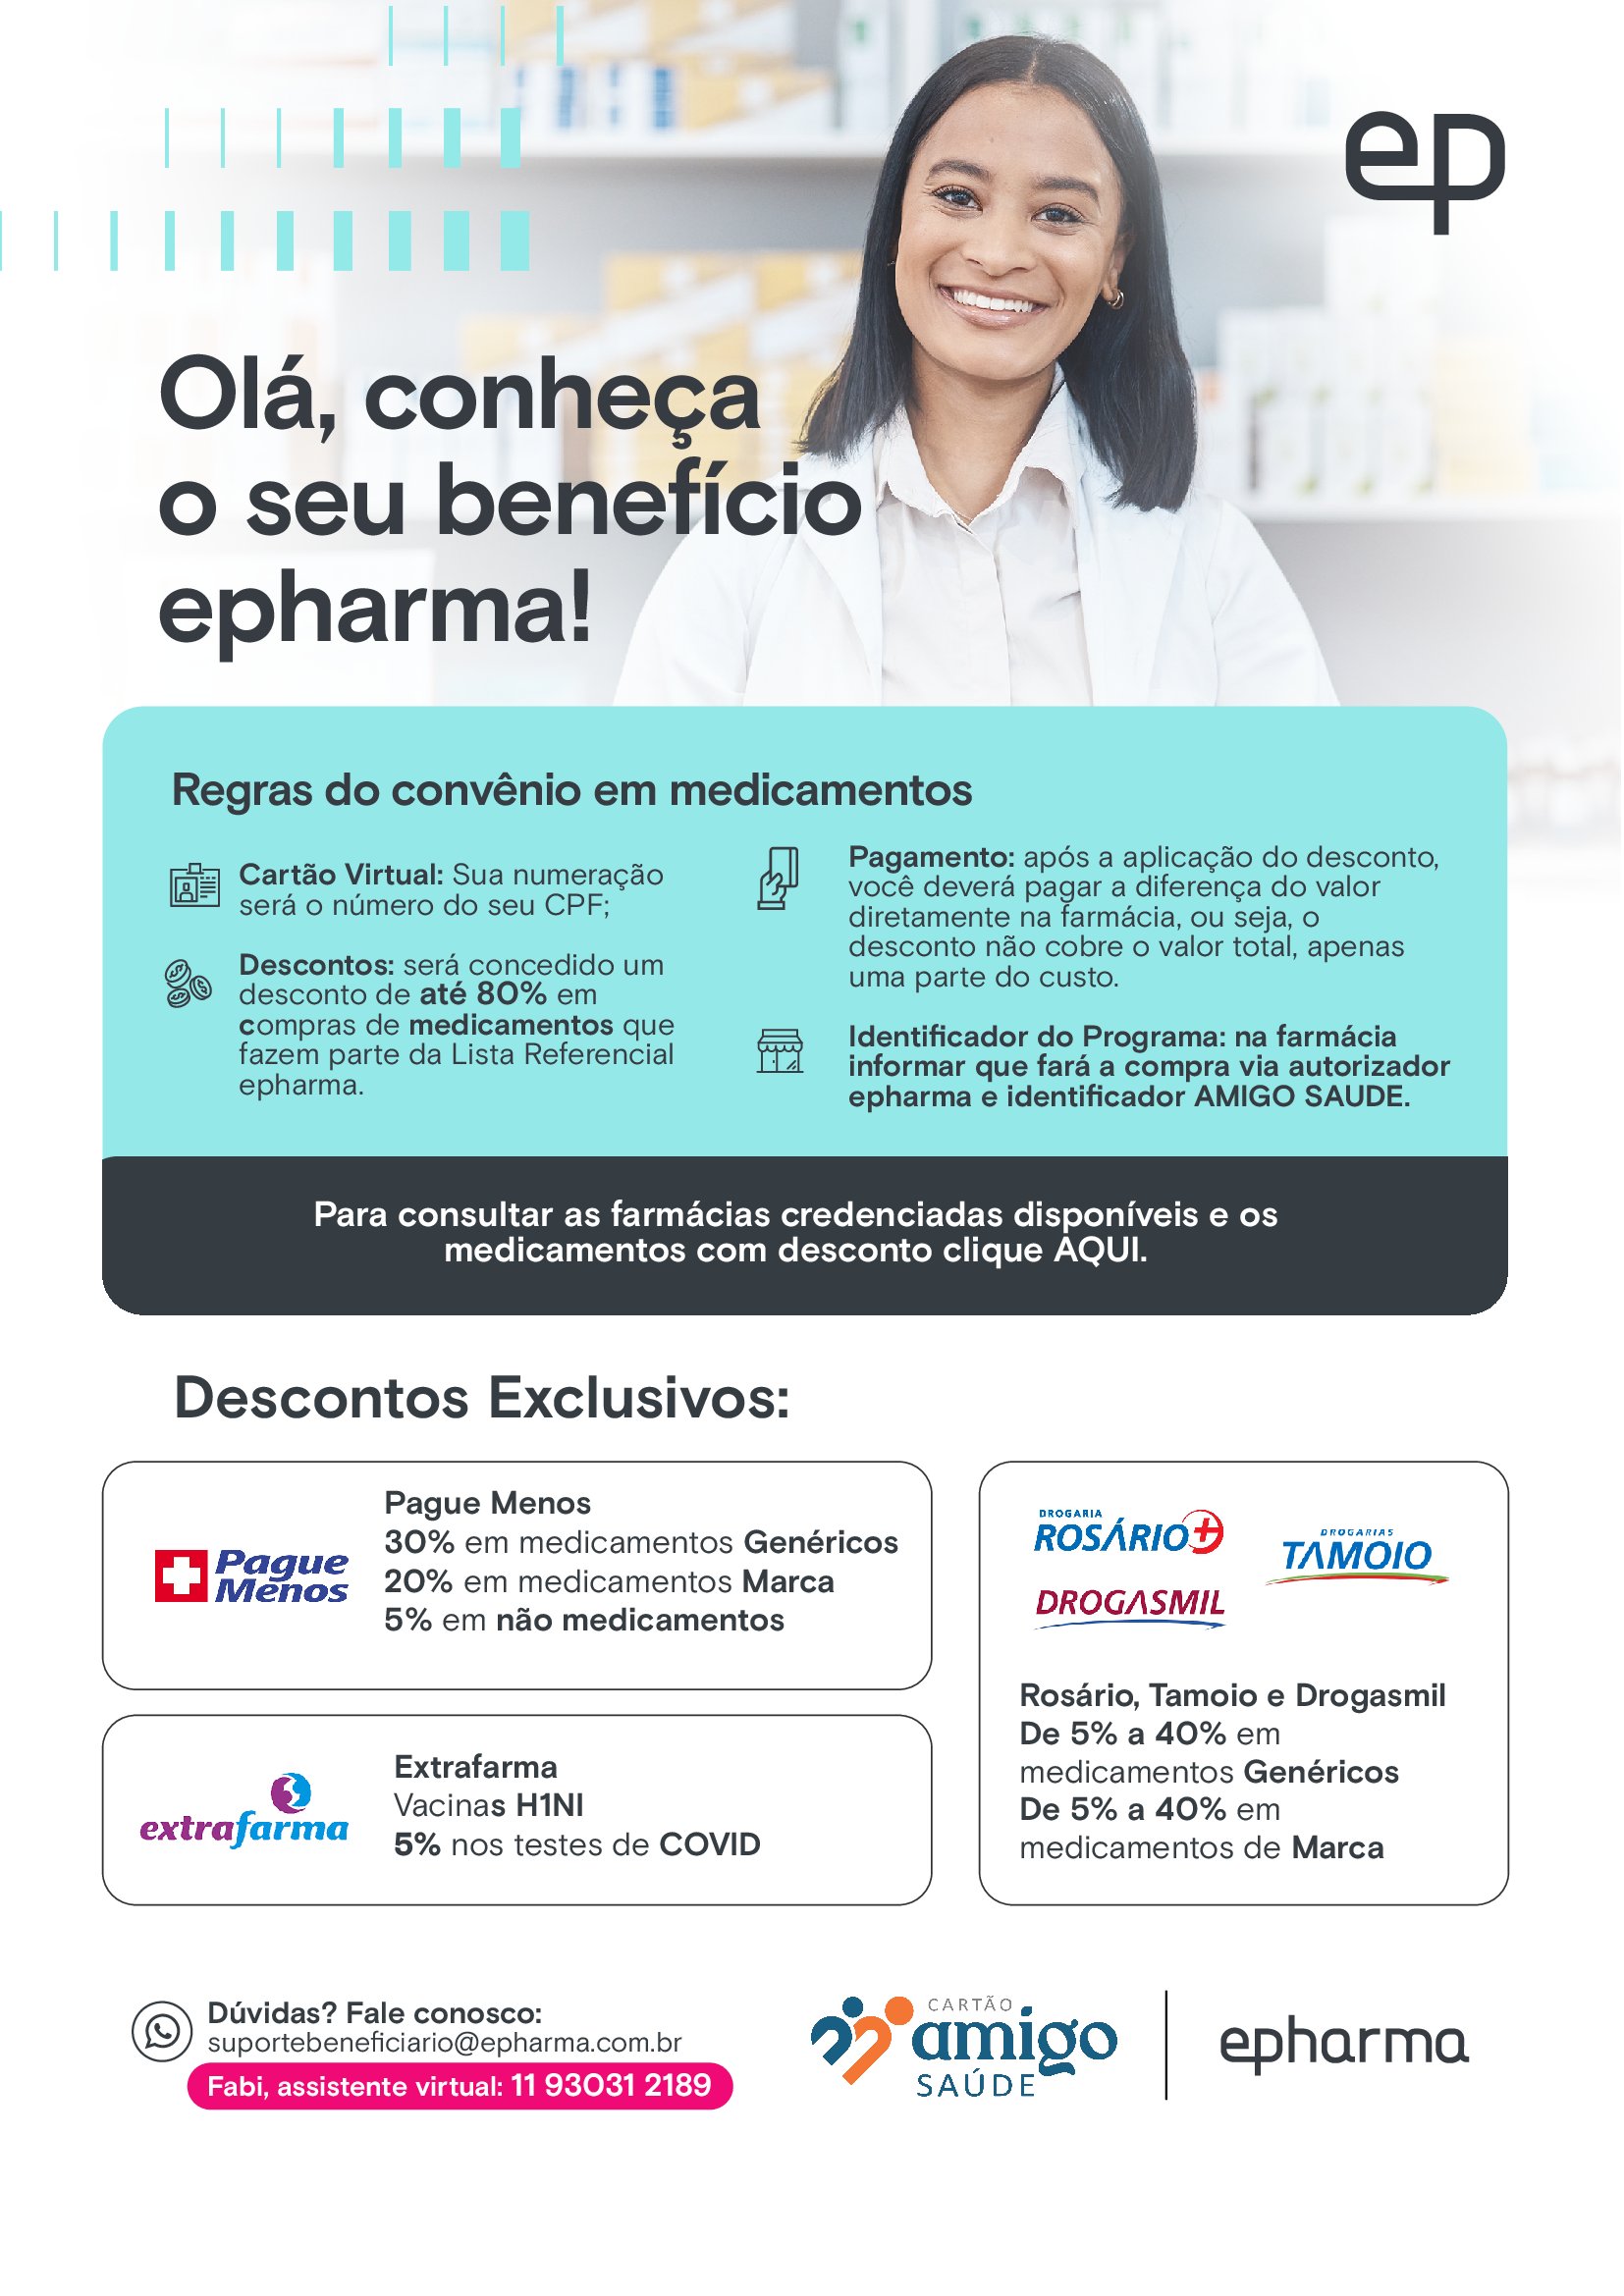 ep
Olá, conheça
o seu benefício
epharma!
Regras do convênio em medicamentos
Cartão Virtual: Sua numeração
será o número do seu CPF;
Descontos: será concedido um
desconto de até 80% em
compras de medicamentos que
fazem parte da Lista Referencial
epharma.
Pagamento: após a aplicação do desconto,
você deverá pagar a diferença do valor
diretamente na farmácia, ou seja, o
desconto não cobre o valor total, apenas
uma parte do custo.
Identificador do Programa: na farmácia
informar que fará a compra via autorizador
epharma e identificador AMIGO SAUDE.
Para consultar as farmácias credenciadas disponíveis e os
medicamentos com desconto clique AQUI.
Descontos Exclusivos:
Pague
Menos
Pague Menos
30% em medicamentos Genéricos
20% em medicamentos Marca
5% em não medicamentos
extrafarma
Extrafarma
Vacinas H1NI
5% nos testes de COVID
DROGARIA
ROSÁRIO
DROGARIAS
TAMOIO
DROGASMIL
Rosário, Tamoio e Drogasmil
De 5% a 40% em
medicamentos Genéricos
De 5% a 40% em
medicamentos de Marca
Dúvidas? Fale conosco:
suportebeneficiario@epharma.com.br
Fabi, assistente virtual: 11 93031 2189
CARTÃO
amigo
SAÚDE
epharma